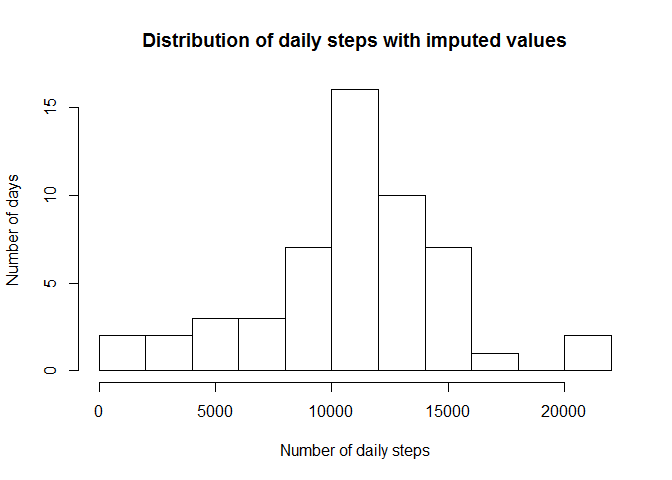 Distribution of daily steps with imputed values
Number of days
15
10
5
0
0 5000 10000 15000 20000
Number of daily steps